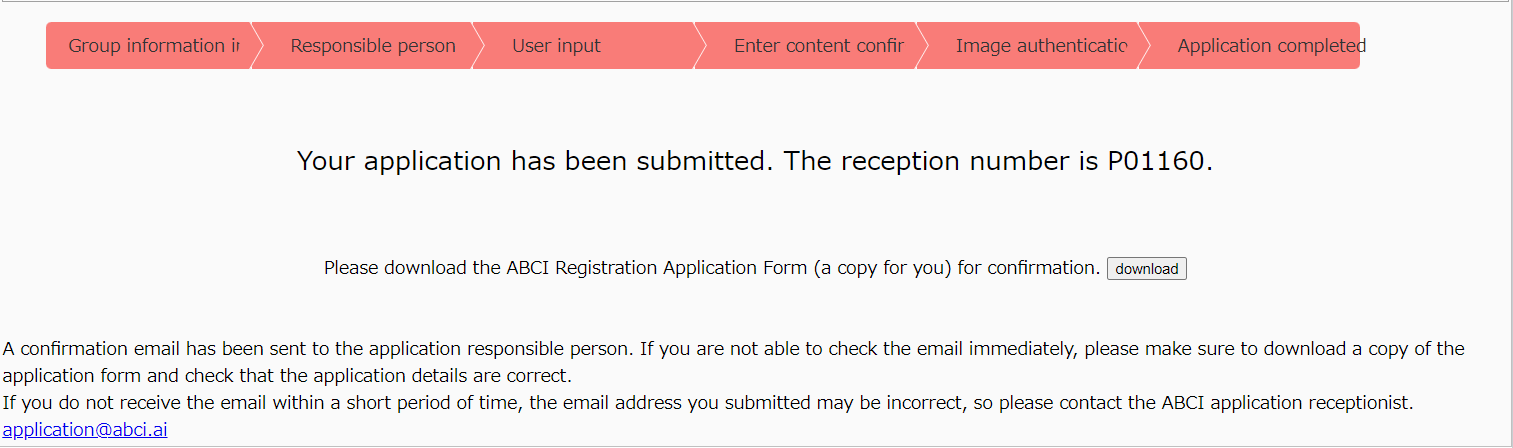 Group information in
Responsible person
User input
Enter content confir
Image authenticatio
Application completed
Your application has been submitted. The reception number is P01160.
Please download the ABCI Registration Application Form (a copy for you) for confirmation. download
A confirmation email has been sent to the application responsible person. If you are not able to check the email immediately, please make sure to download a copy of the
application form and check that the application details are correct.
If you do not receive the email within a short period of time, the email address you submitted may be incorrect, so please contact the ABCI application receptionist.
application@abci.ai